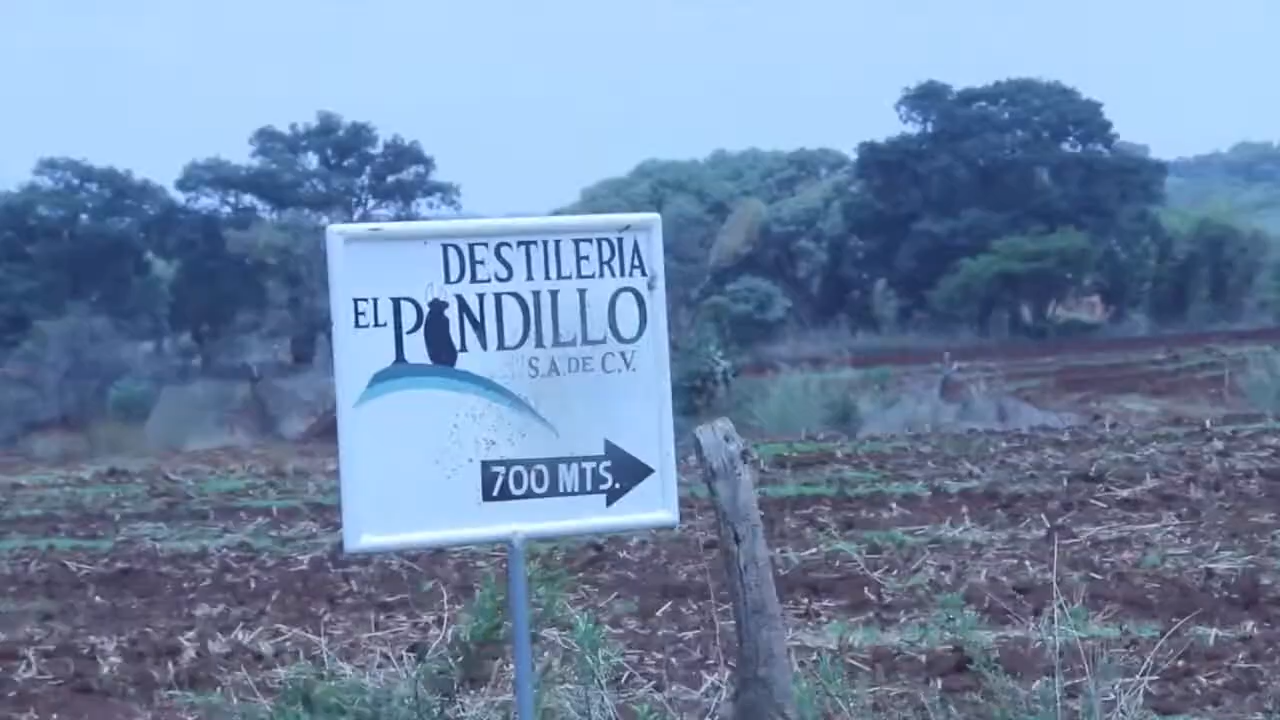 DESTILERIA
EL PANDILLO
S.A. DE C.V.
700 MTS.